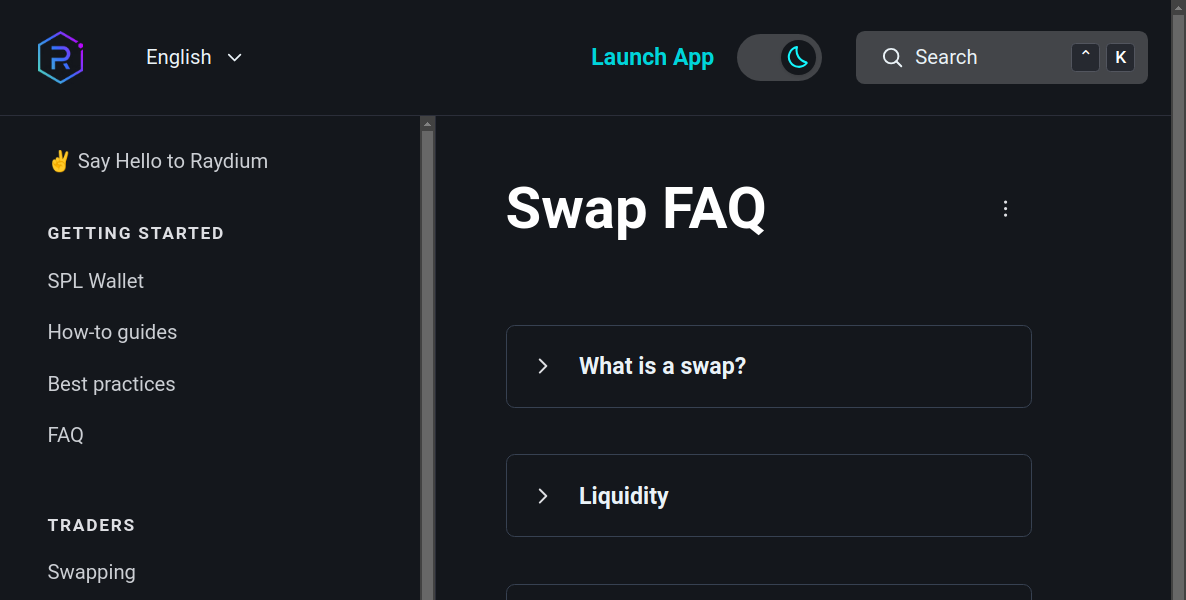 English
Launch App
Search
^ K
✌️ Say Hello to Raydium
GETTING STARTED
SPL Wallet
How-to guides
Best practices
FAQ
TRADERS
Swapping
Swap FAQ
What is a swap?
Liquidity